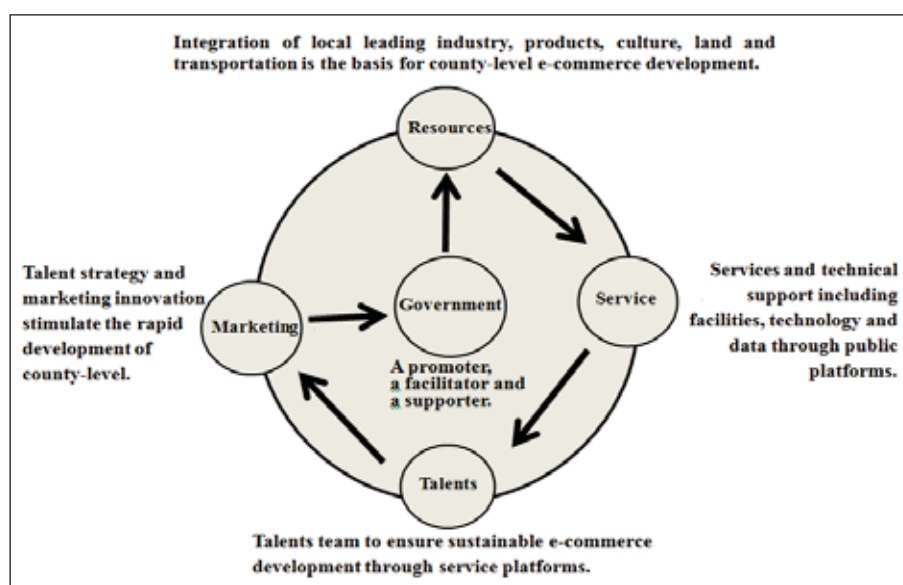 Integration of local leading industry, products, culture, land and
transportation is the basis for county-level e-commerce development.
Resources
Talent strategy and
marketing innovation
stimulate the rapid
development of
county-level.
Marketing
Government
A promoter,
a facilitator and
a supporter.
Service
Services and technical
support including
facilities, technology and
data through public
platforms.
Talents
Talents team to ensure sustainable e-commerce
development through service platforms.